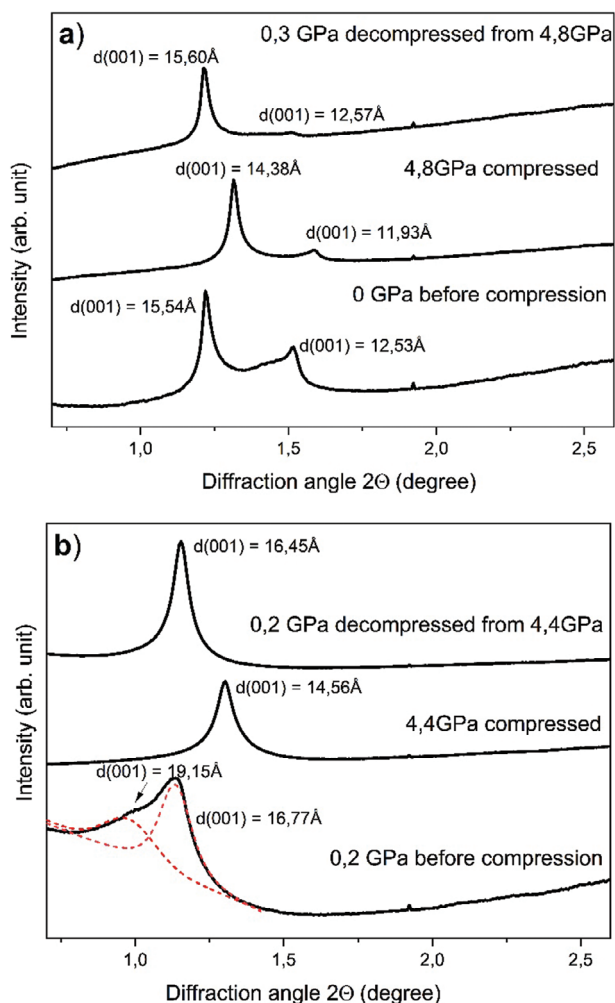 a)
0,3 GPa decompressed from 4,8GPa
d(001) = 15,60Å
d(001) = 12,57Å
d(001) = 14,38Å
4,8GPa compressed
d(001) = 11,93Å
0 GPa before compression
d(001) =
15,54Å
d(001) = 12,53Å
Intensity (arb. unit)
1,0 1,5 2,0 2,5
Diffraction angle 2Θ (degree)
b)
d(001) = 16,45Å
0,2 GPa decompressed from 4,4GPa
d(001) = 14,56Å
4,4GPa compressed
d(001) = 19,15Å
d(001) = 16,77Å
0,2 GPa before compression
Intensity (arb. unit)
1,0 1,5 2,0 2,5
Diffraction angle 2Θ (degree)